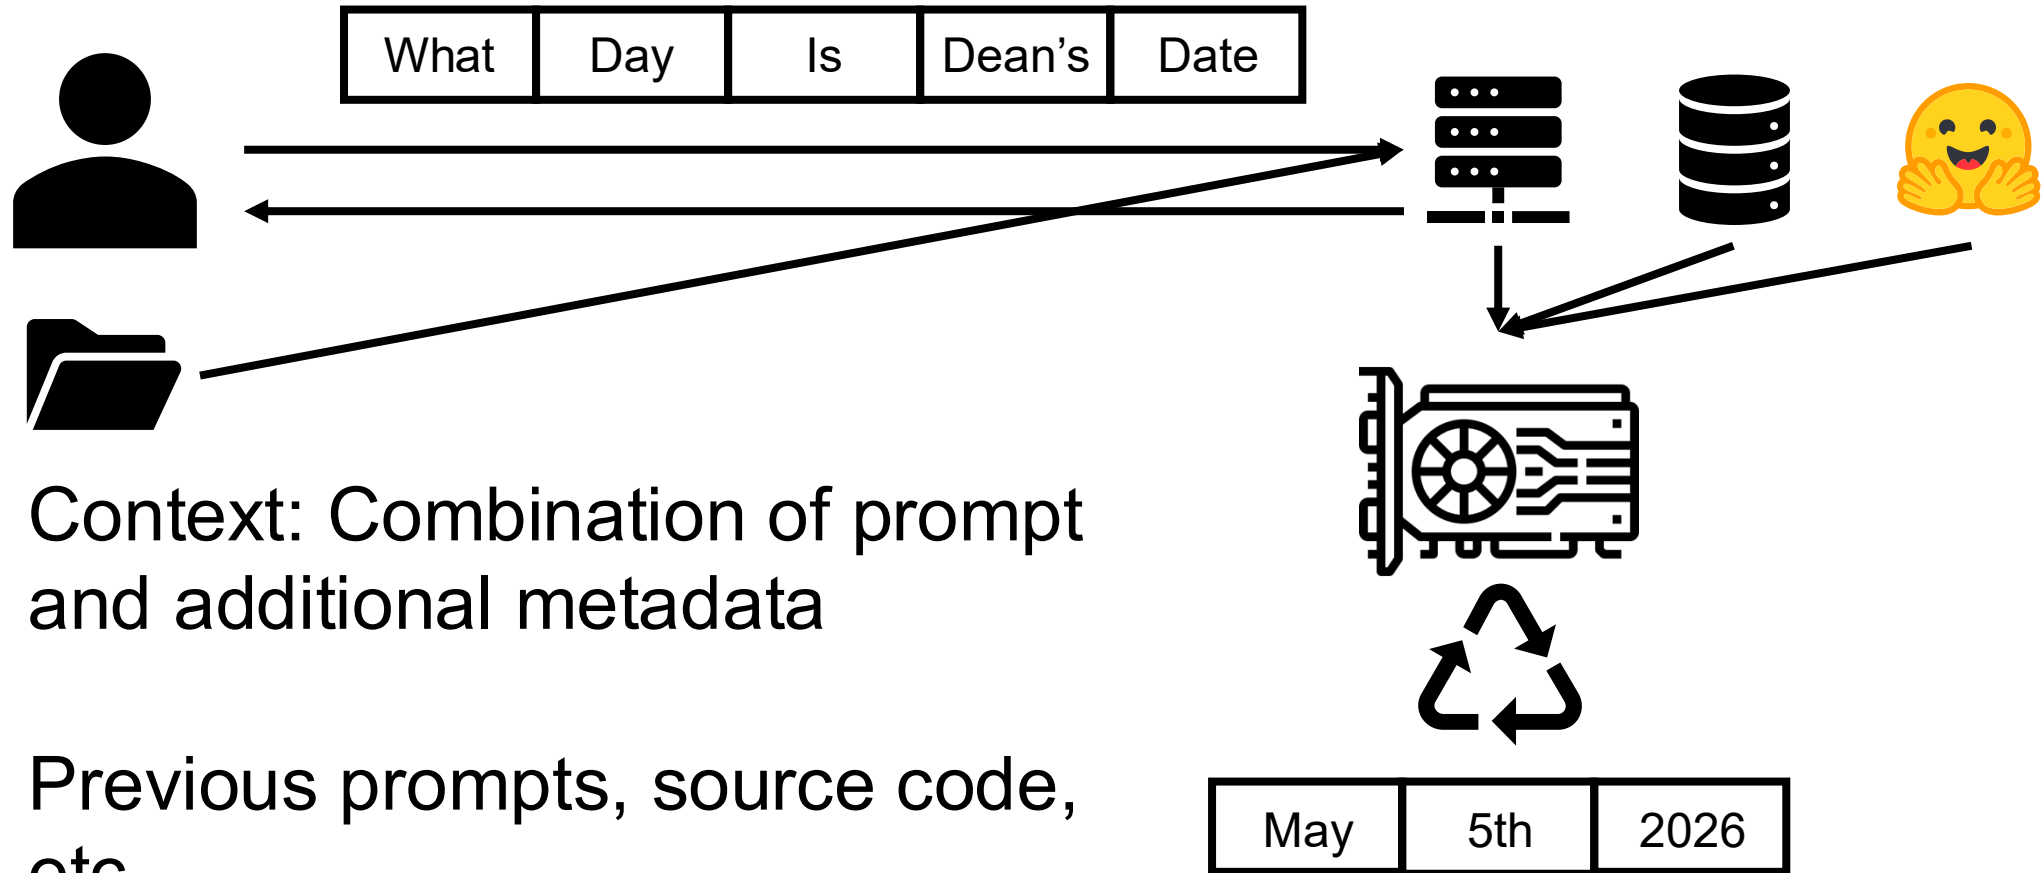 What Day Is Dean's Date
Context: Combination of prompt
and additional metadata
Previous prompts, source code,
etc
May 5th 2026